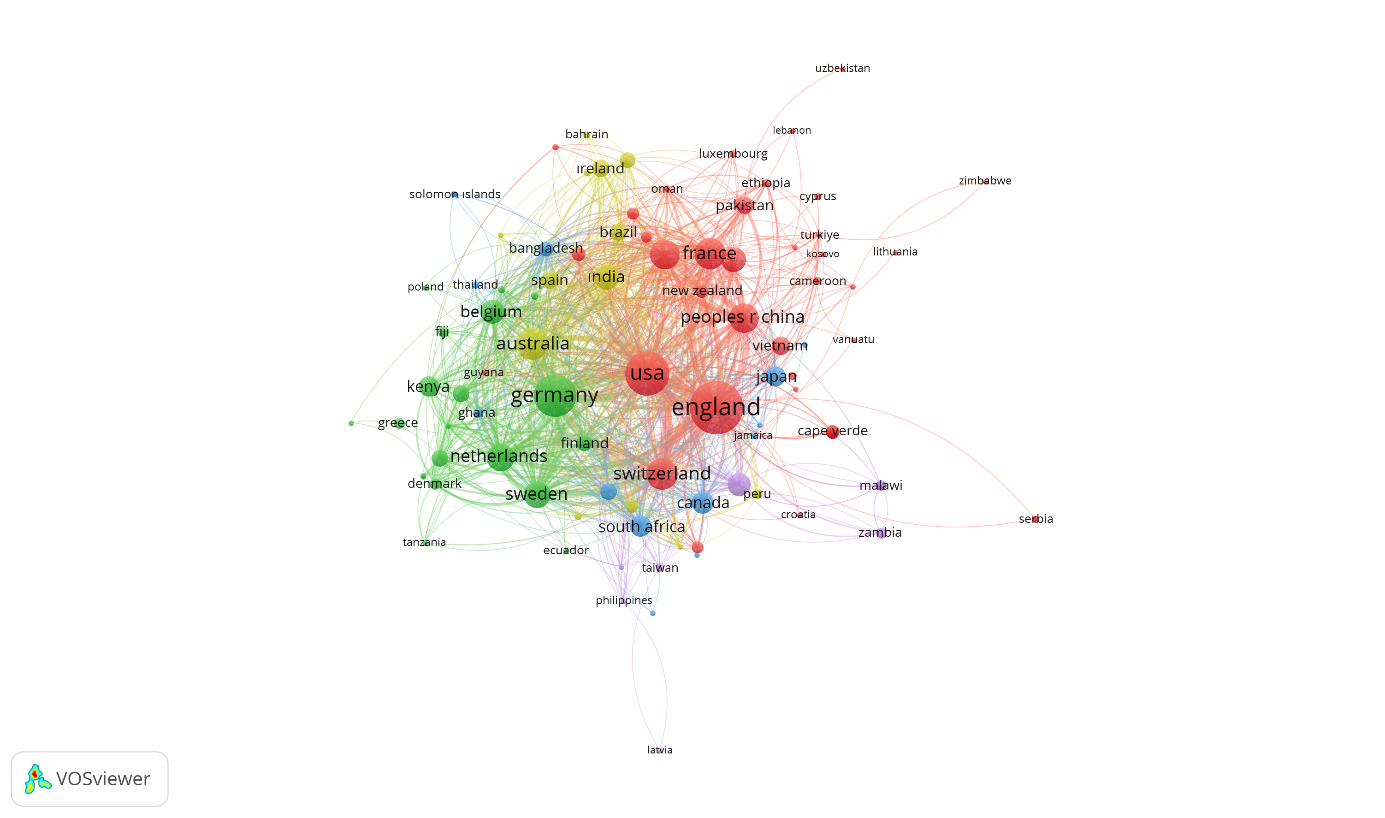 uzbekistan
lebanon
bahrain
luxembourg
ıreland
ethiopia
zimbabwe
oman
solomon ıslands
cyprus
pakistan
brazil
turkiye
bangladesh
france
kosovo
lithuania
ındia
spain
cameroon
thailand
poland
new zealand
belgium
peoples r china
fiji
vanuatu
australia
vietnam
guyana
usa
japan
kenya
germany
england
ghana
greece
cape verde
jamaica
finland
netherlands
switzerland
denmark
malawi
sweden
peru
canada
croatia
serbia
south africa
zambia
tanzania
ecuador
taiwan
philippines
latvia
VOSviewer